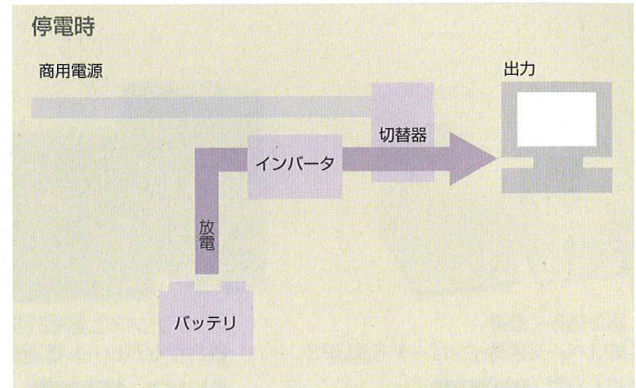 停電時
商用電源
出力
切替器
インバータ
放電
バッテリ